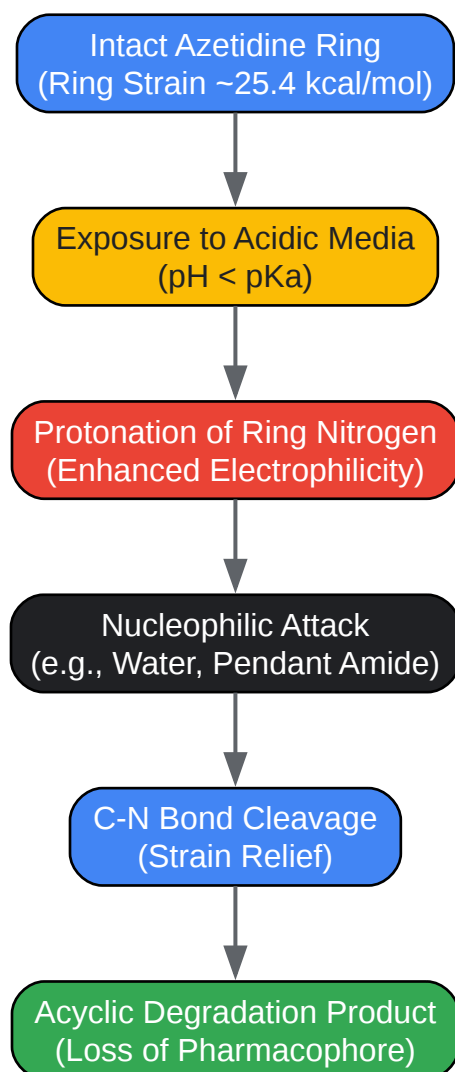 Intact Azetidine Ring
(Ring Strain ~25.4 kcal/mol)
Exposure to Acidic Media
(pH < pKa)
Protonation of Ring Nitrogen
(Enhanced Electrophilicity)
Nucleophilic Attack
(e.g., Water, Pendant Amide)
C-N Bond Cleavage
(Strain Relief)
Acyclic Degradation Product
(Loss of Pharmacophore)